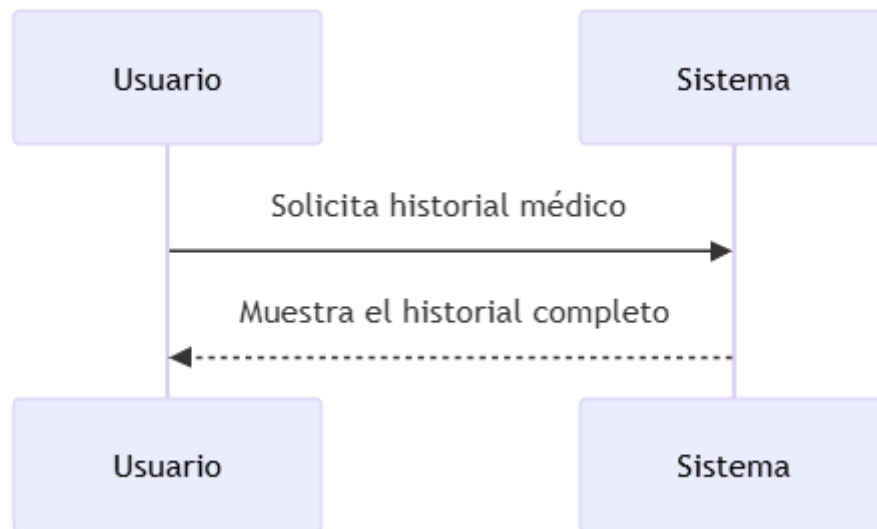 Usuario
Sistema
Solicita historial médico
Muestra el historial completo
Usuario
Sistema